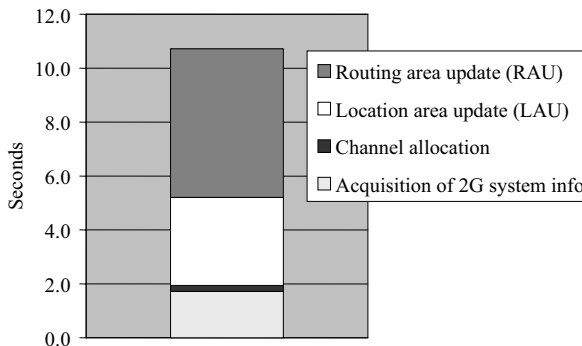 12.0
10.0
8.0
6.0
4.0
2.0
0.0
Seconds
Routing area update (RAU)
Location area update (LAU)
Channel allocation
Acquisition of 2G system info